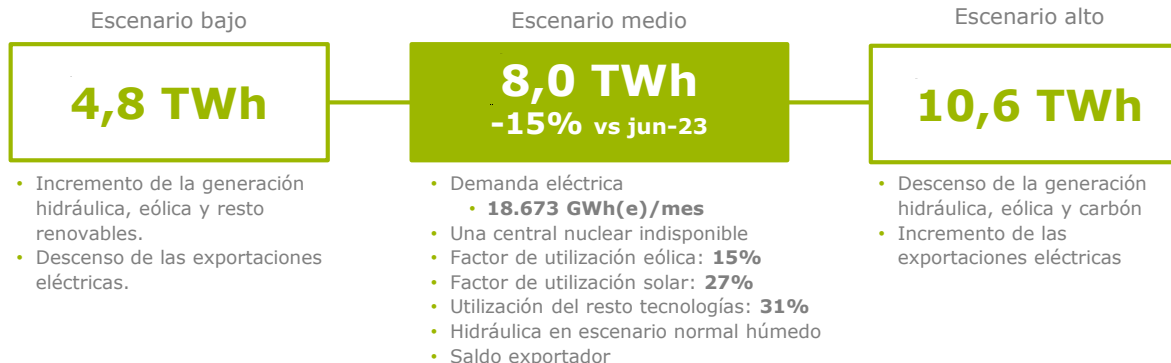 Escenario bajo
4,8 TWh
• Incremento de la generación
hidráulica, eólica y resto
renovables.
• Descenso de las exportaciones
eléctricas.
Escenario medio
8,0 TWh
-15% vs jun-23
• Demanda eléctrica
• 18.673 GWh(e)/mes
• Una central nuclear indisponible
• Factor de utilización eólica: 15%
• Factor de utilización solar: 27%
• Utilización del resto tecnologías: 31%
• Hidráulica en escenario normal húmedo
• Saldo exportador
Escenario alto
10,6 TWh
• Descenso de la generación
hidráulica, eólica y carbón
• Incremento de las
exportaciones eléctricas